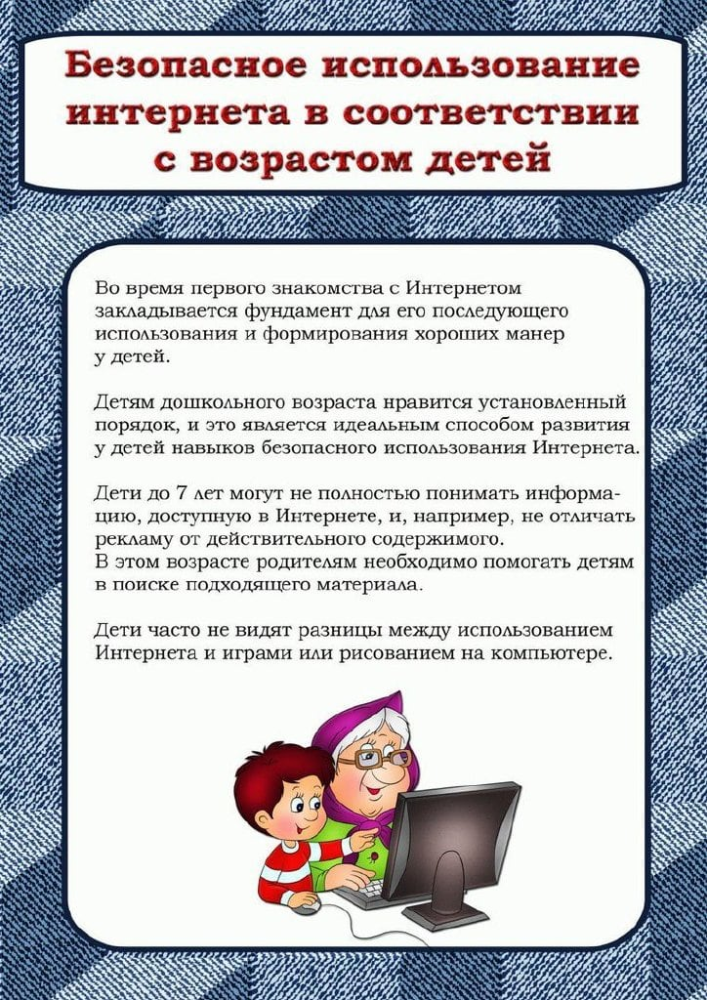 Безопасное использование
интернета в соответствии
с возрастом детей
Во время первого знакомства с Интернетом
закладывается фундамент для его последующего
использования и формирования хороших манер
у детей.
Детям дошкольного возраста нравится установленный
порядок, и это является идеальным способом развития
у детей навыков безопасного использования Интернета.
Дети до 7 лет могут не полностью понимать информа-
цию, доступную в Интернете, и, например, не отличать
рекламу от действительного содержимого.
В этом возрасте родителям необходимо помогать детям
в поиске подходящего материала.
Дети часто не видят разницы между использованием
Интернета и играми или рисованием на компьютере.